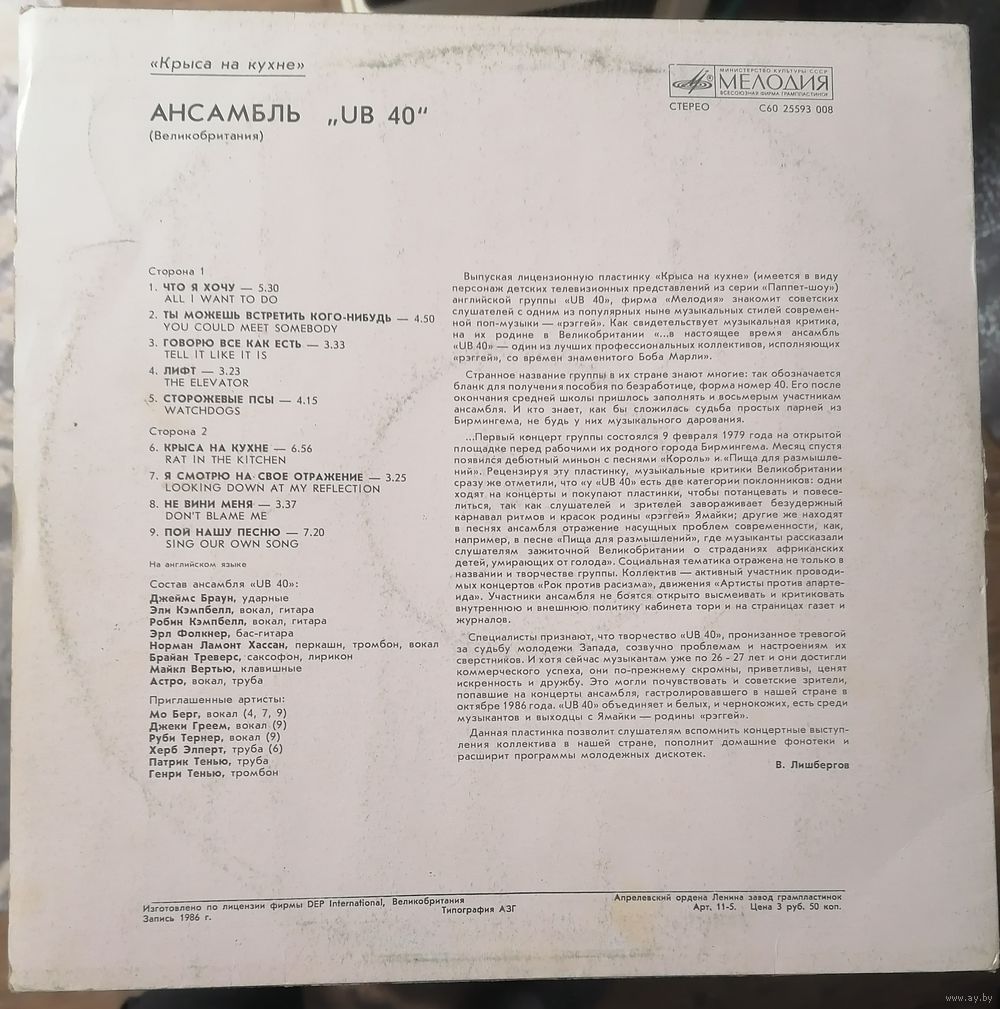 «Крыса на кухне»
АНСАМБЛЬ „UB 40“
(Великобритания)
МИНИСТЕРСТВО КУЛЬТУРЫ СССР
МЕЛОДИЯ
ВСЕСОЮЗНАЯ ФИРМА ГРАМПЛАСТИНОК
СТЕРЕО С60 25593 008
Сторона 1
1. ЧТО Я ХОЧУ — 5.30
ALL I WANT TO DO
2. ТЫ МОЖЕШЬ ВСТРЕТИТЬ КОГО-НИБУДЬ — 4.50
YOU COULD MEET SOMEBODY
3. ГОВОРЮ ВСЕ КАК ЕСТЬ — 3.33
TELL IT LIKE IT IS
4. ЛИФТ — 3.23
THE ELEVATOR
5. СТОРОЖЕВЫЕ ПСЫ — 4.15
WATCHDOGS
Сторона 2
6. КРЫСА НА КУХНЕ — 6.56
RAT IN THE KITCHEN
7. Я СМОТРЮ НА СВОЕ ОТРАЖЕНИЕ — 3.25
LOOKING DOWN AT MY REFLECTION
8. НЕ ВИНИ МЕНЯ — 3.37
DON'T BLAME ME
9. ПОЙ НАШУ ПЕСНЮ — 7.20
SING OUR OWN SONG
На английском языке
Состав ансамбля «UB 40»:
Джеймс Браун, ударные
Эли Кэмпбелл, вокал, гитара
Робин Кэмпбелл, вокал, гитара
Эрл Фолкнер, бас-гитара
Норман Ламонт Хассан, перкашн, тромбон, вокал
Брайан Треверс, саксофон, лирикон
Майкл Вертью, клавишные
Астро, вокал, труба
Приглашенные артисты:
Мо Берг, вокал (4, 7, 9)
Джеки Греем, вокал (9)
Руби Тернер, вокал (9)
Херб Элперт, труба (6)
Патрик Тенью, труба
Генри Тенью, тромбон
Выпуская лицензионную пластинку «Крыса на кухне» (имеется в виду
персонаж детских телевизионных представлений из серии «Паппет-шоу»)
английской группы «UB 40», фирма «Мелодия» знакомит советских
слушателей с одним из популярных ныне музыкальных стилей современ-
ной поп-музыки — «рэггей». Как свидетельствует музыкальная критика,
на их родине в Великобритании «...в настоящее время ансамбль
«UB 40» — один из лучших профессиональных коллективов, исполняющих
«рэггей», со времен знаменитого Боба Марли».
Странное название группы в их стране знают многие: так обозначается
бланк для получения пособия по безработице, форма номер 40. Его после
окончания средней школы пришлось заполнять и восьмерым участникам
ансамбля. И кто знает, как бы сложилась судьба простых парней из
Бирмингема, не будь у них музыкального дарования.
...Первый концерт группы состоялся 9 февраля 1979 года на открытой
площадке перед рабочими их родного города Бирмингема. Месяц спустя
появился дебютный миньон с песнями «Король» и «Пища для размышле-
ний». Рецензируя эту пластинку, музыкальные критики Великобритании
сразу же отметили, что «у «UB 40» есть две категории поклонников: одни
ходят на концерты и покупают пластинки, чтобы потанцевать и повесе-
литься, так как слушателей и зрителей завораживает безудержный
карнавал ритмов и красок родины «рэггей» Ямайки; другие же находят
в песнях ансамбля отражение насущных проблем современности, как,
например, в песне «Пища для размышлений», где музыканты рассказали
слушателям зажиточной Великобритании о страданиях африканских
детей, умирающих от голода». Социальная тематика отражена не только в
названии и творчестве группы. Коллектив — активный участник проводи-
мых концертов «Рок против расизма», движения «Артисты против апарте-
ида». Участники ансамбля не боятся открыто высмеивать и критиковать
внутреннюю и внешнюю политику кабинета тори и на страницах газет и
журналов.
Специалисты признают, что творчество «UB 40», пронизанное тревогой
за судьбу молодежи Запада, созвучно проблемам и настроениям их
сверстников. И хотя сейчас музыкантам уже по 26 - 27 лет и они достигли
коммерческого успеха, они по-прежнему скромны, приветливы, ценят
искренность и дружбу. Это могли почувствовать и советские зрители,
попавшие на концерты ансамбля, гастролировавшего в нашей стране в
октябре 1986 года. «UB 40» объединяет и белых, и чернокожих, есть среди
музыкантов и выходцы с Ямайки — родины «рэггей».
Данная пластинка позволит слушателям вспомнить концертные выступ-
ления коллектива в нашей стране, пополнит домашние фонотеки и
расширит программы молодежных дискотек.
В. Лишбергов
Изготовлено по лицензии фирмы DEP International, Великобритания
Запись 1986 г.
Типография АЗГ
Апрелевский ордена Ленина завод грампластинок
Арт. 11-5. Цена 3 руб. 50 коп.
www.ay.by